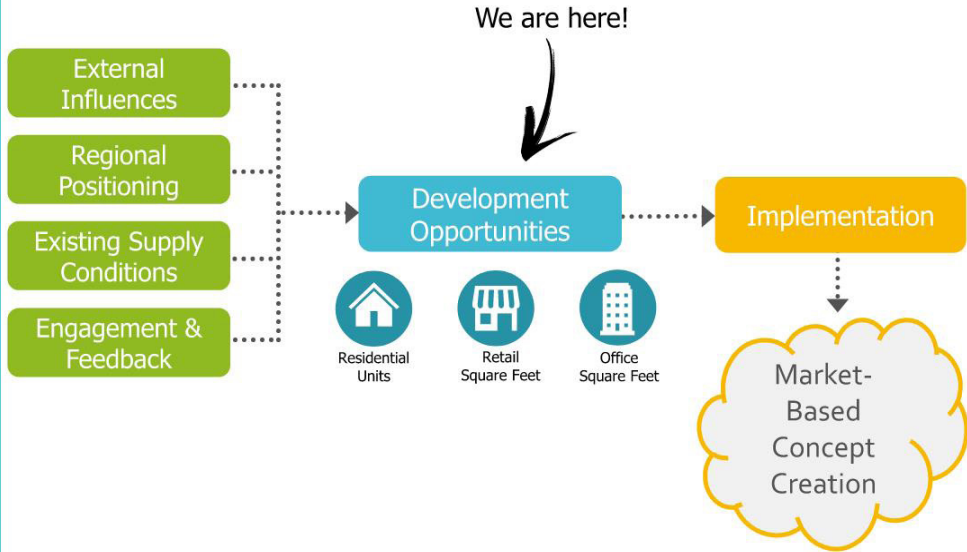 We are here!
External
Influences
Regional
Positioning
Existing Supply
Conditions
Engagement &
Feedback
Development
Opportunities
Residential
Units
Retail
Square Feet
Office
Square Feet
Implementation
Market-
Based
Concept
Creation